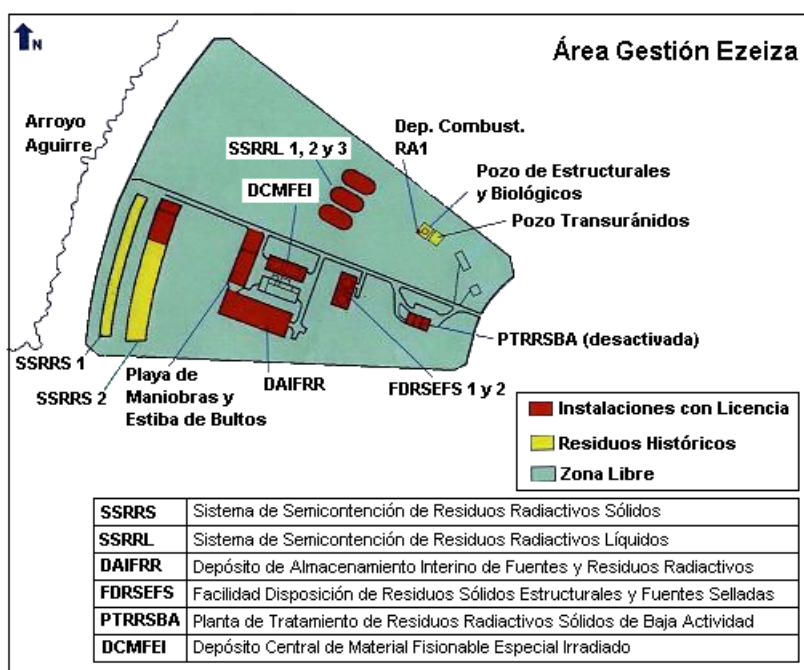 N
Área Gestión Ezeiza
Arroyo
Aguirre
SSRRL 1, 2 y 3
Dep. Combust.
RA1
DCMFEI
Pozo de Estructurales
y Biológicos
Pozo Transuránidos
PTRRSBA (desactivada)
SSRRS 1
SSRRS 2
Playa de
Maniobras y
Estiba de Bultos
DAIFRR
FDRSEFS 1 y 2
Instalaciones con Licencia
Residuos Históricos
Zona Libre
SSRRS Sistema de Semicontención de Residuos Radiactivos Sólidos
SSRRL Sistema de Semicontención de Residuos Radiactivos Líquidos
DAIFRR Depósito de Almacenamiento Interino de Fuentes y Residuos Radiactivos
FDRSEFS Facilidad Disposición de Residuos Sólidos Estructurales y Fuentes Selladas
PTRRSBA Planta de Tratamiento de Residuos Radiactivos Sólidos de Baja Actividad
DCMFEI Depósito Central de Material Fisionable Especial Irradiado